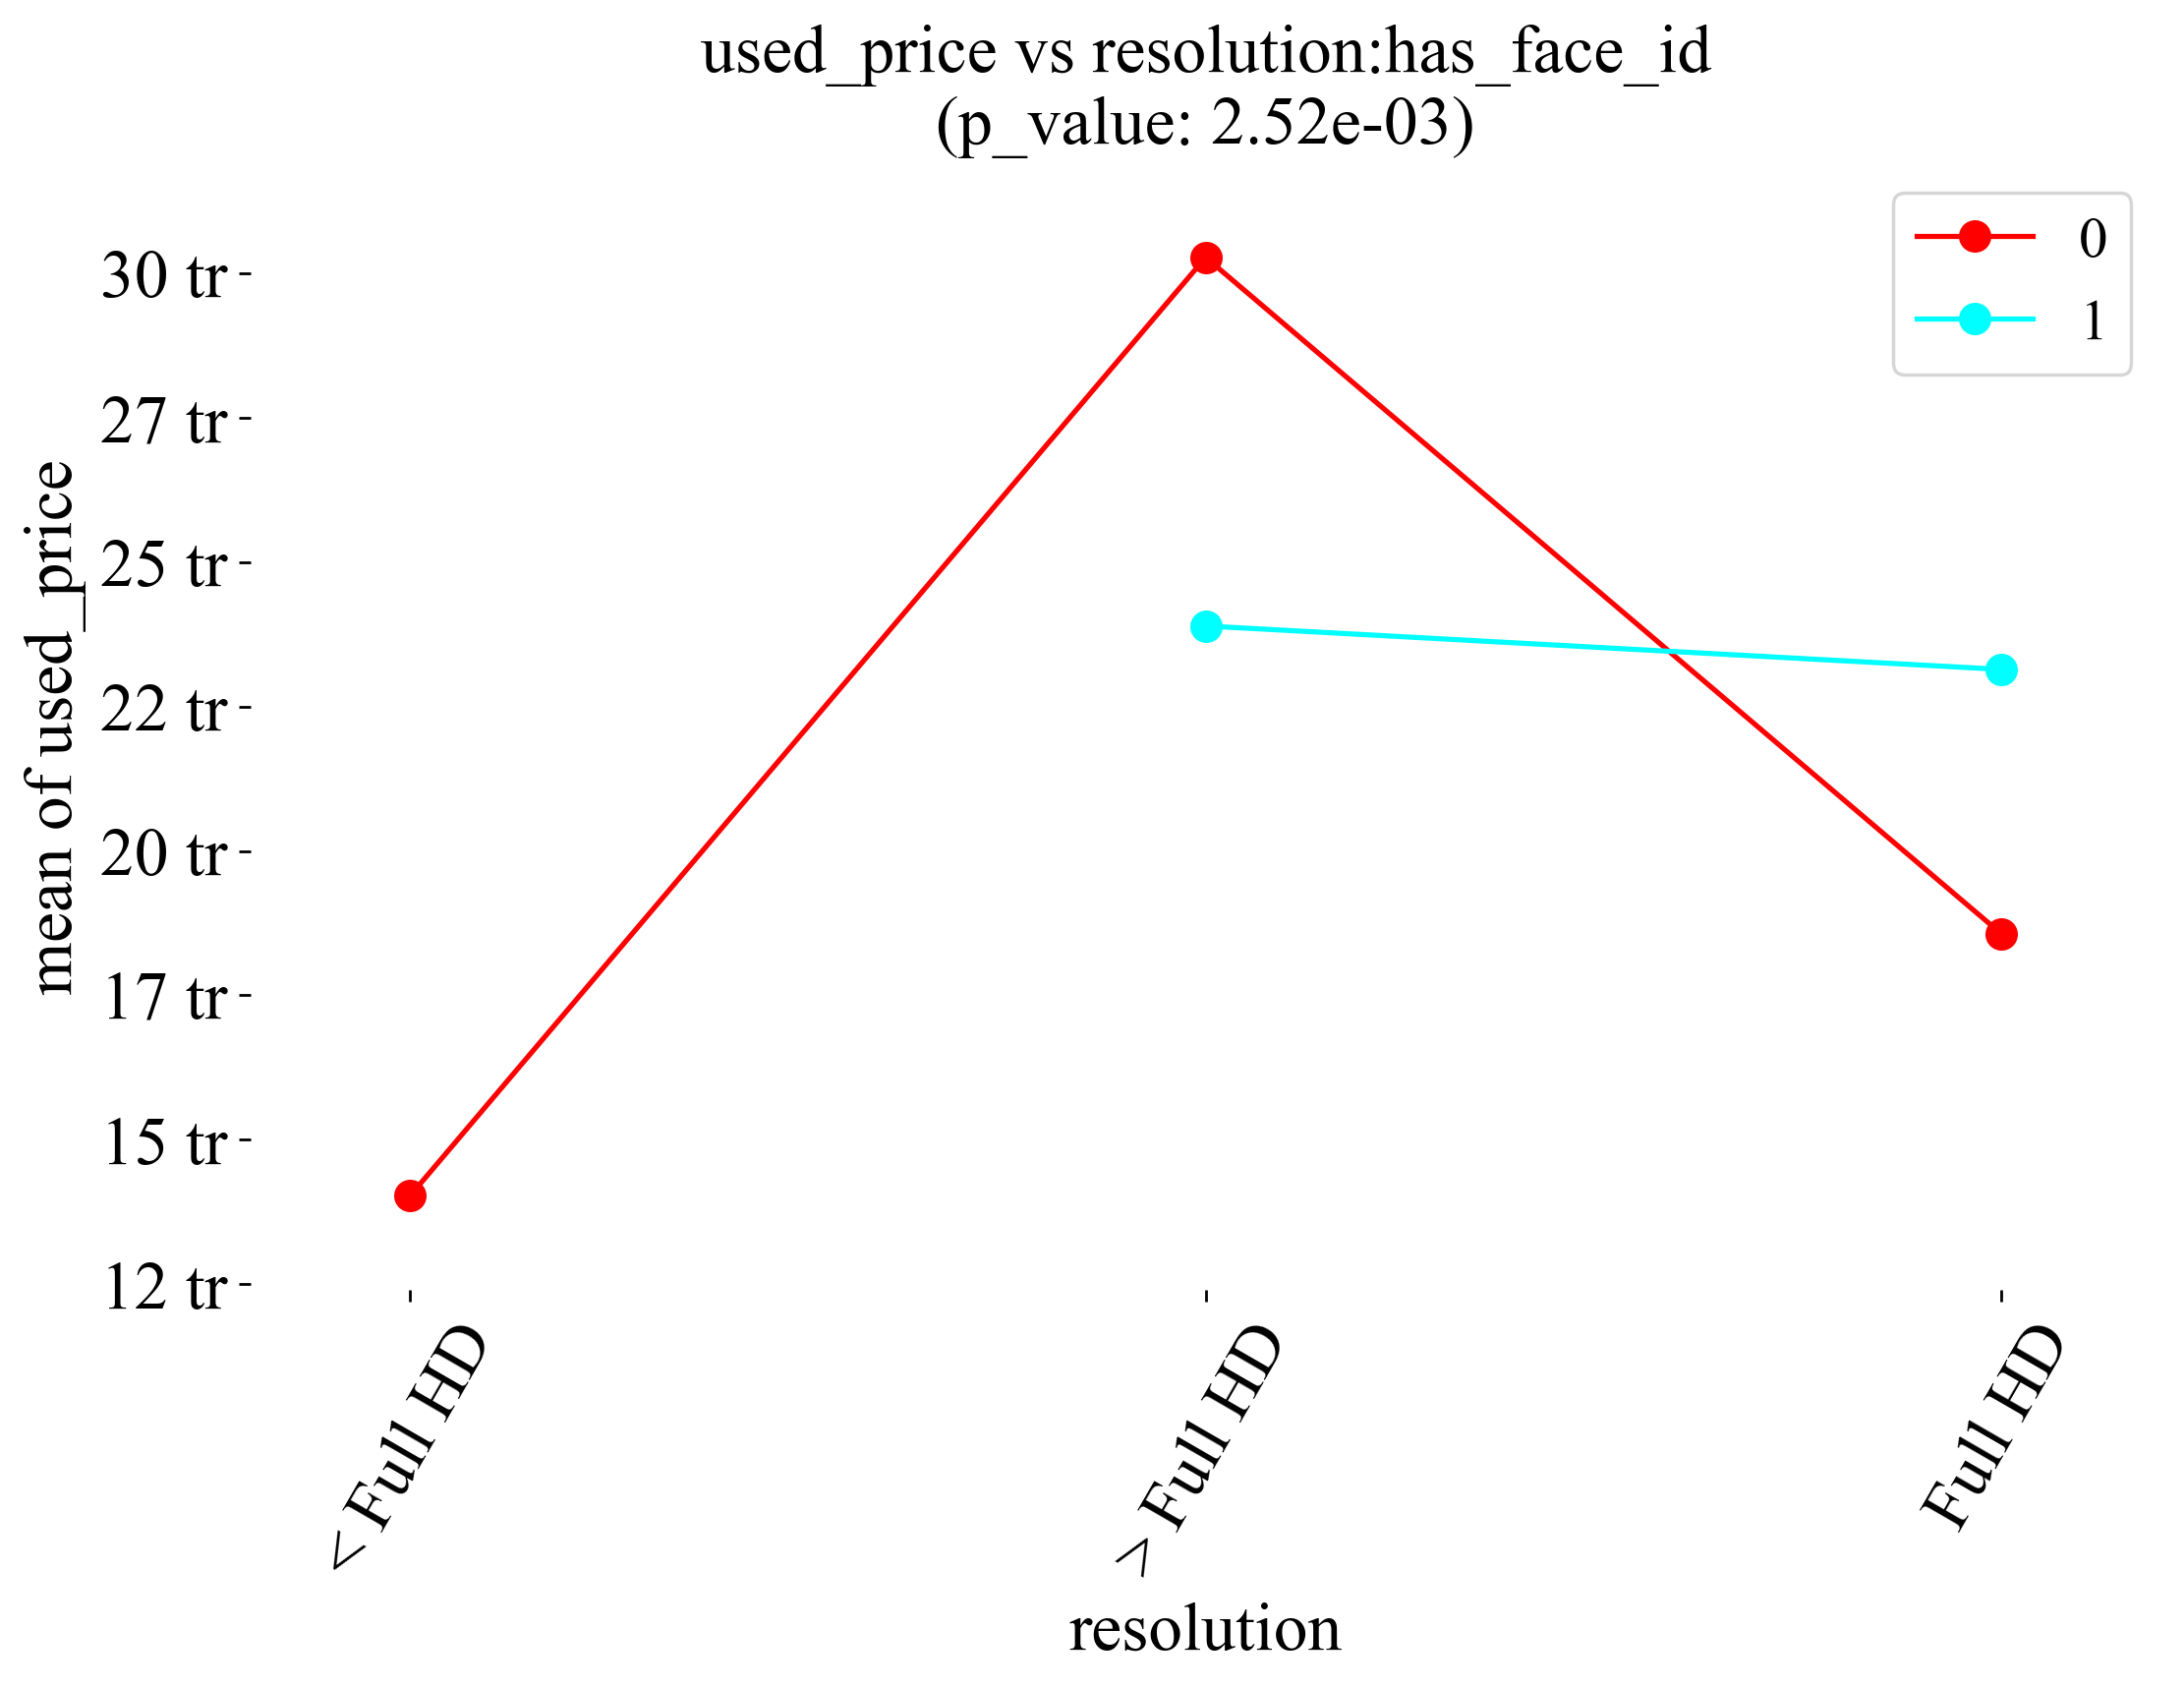 used_price vs resolution:has_face_id
(p_value: 2.52e-03)
0
1
30 tr
27 tr
25 tr
22 tr
20 tr
17 tr
15 tr
12 tr
mean of used_price
< Full HD
> Full HD
Full HD
resolution